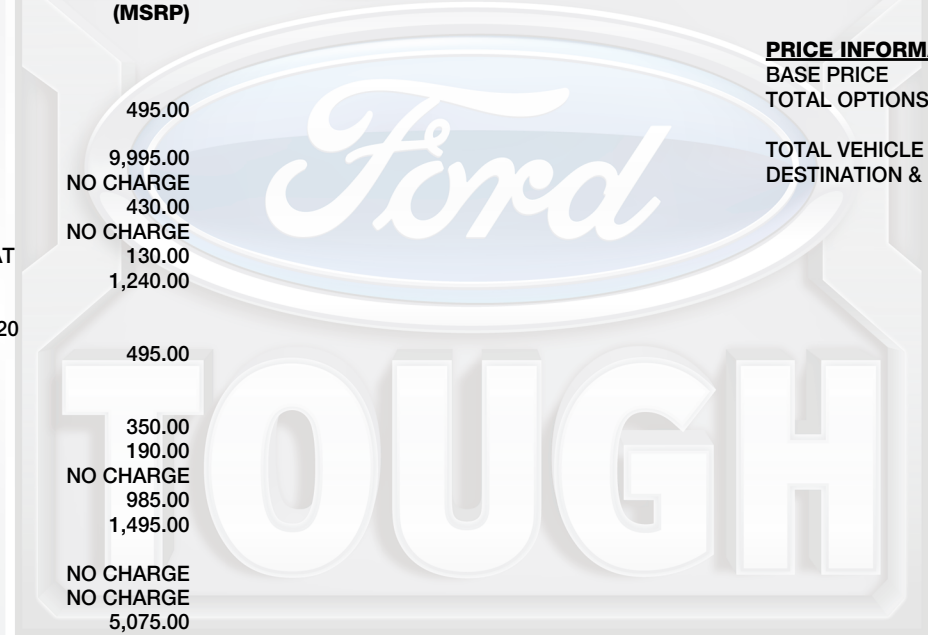 (MSRP)
495.00
9,995.00
NO CHARGE
430.00
NO CHARGE
AT
130.00
1,240.00
20
495.00
350.00
190.00
NO CHARGE
985.00
1,495.00
NO CHARGE
NO CHARGE
5,075.00
Ford
TOUGH
PRICE INFORMA
BASE PRICE
TOTAL OPTIONS
TOTAL VEHICLE
DESTINATION &